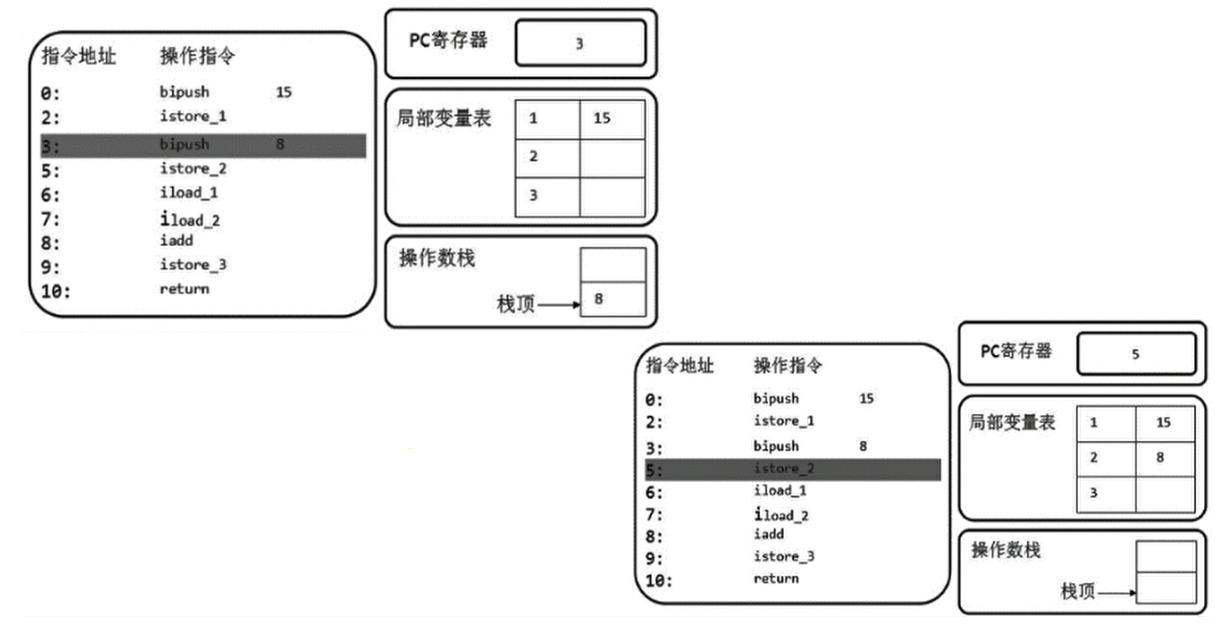 指令地址 操作指令
0: bipush 15
2: istore_1
3: bipush 8
5: istore_2
6: iload_1
7: iload_2
8: iadd
9: istore_3
10: return
PC寄存器 3
局部变量表 1 15
2
3
操作数栈
栈顶 8
指令地址 操作指令
0: bipush 15
2: istore_1
3: bipush 8
5: istore_2
6: iload_1
7: iload_2
8: iadd
9: istore_3
10: return
PC寄存器 5
局部变量表 1 15
2 8
3
操作数栈
栈顶